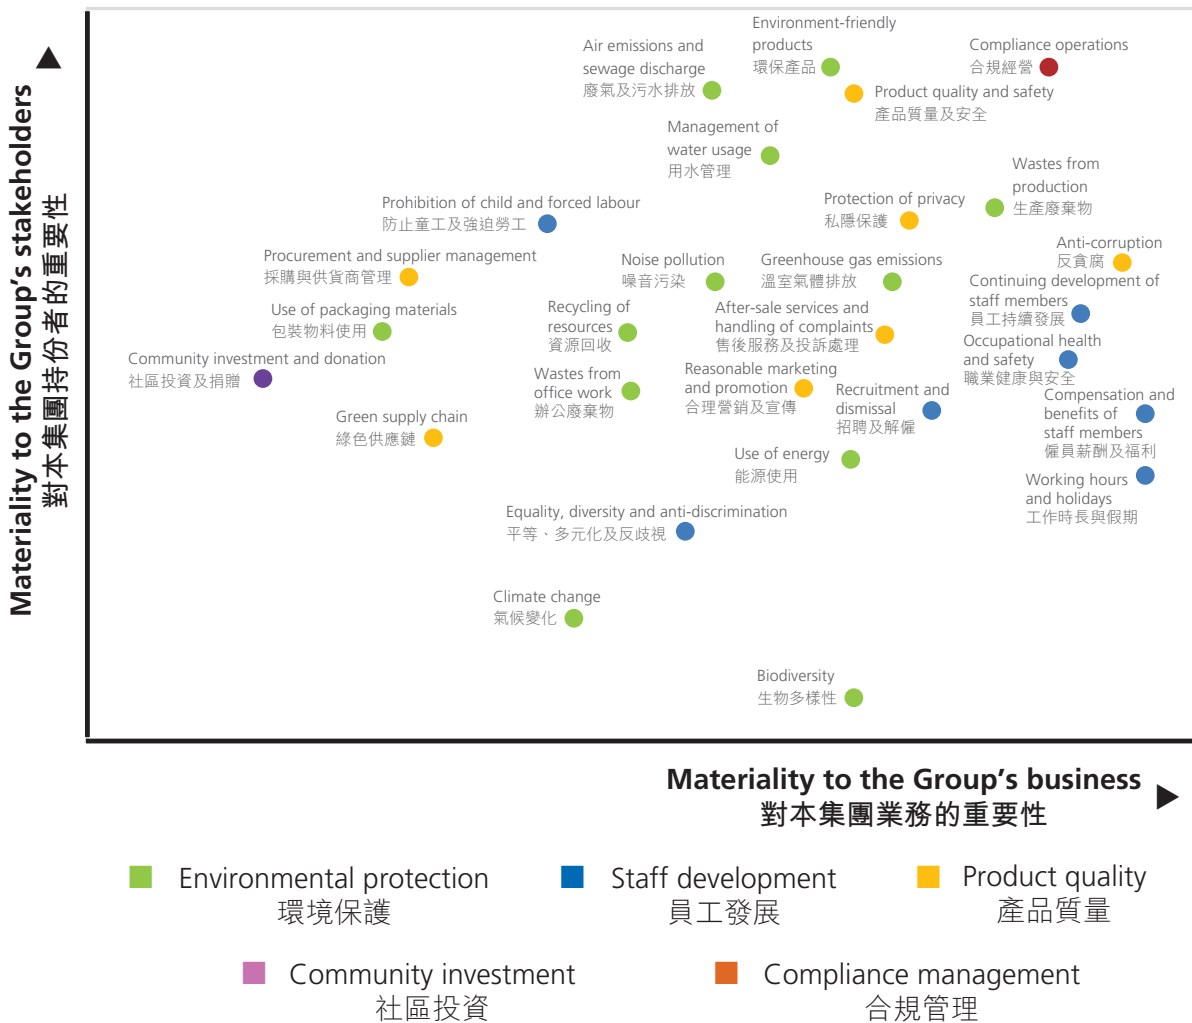 Materiality to the Group's stakeholders
對本集團持份者的重要性
Environment-friendly
products
環保產品
Air emissions and
sewage discharge
廢氣及污水排放
Compliance operations
合規經營
Product quality and safety
產品質量及安全
Management of
water usage
用水管理
Wastes from
production
生產廢棄物
Prohibition of child and forced labour
防止童工及強迫勞工
Protection of privacy
私隱保護
Anti-corruption
反貪腐
Procurement and supplier management
採購與供貨商管理
Noise pollution
噪音污染
Greenhouse gas emissions
溫室氣體排放
Continuing development of
staff members
員工持續發展
Use of packaging materials
包裝物料使用
Recycling of
resources
資源回收
After-sale services and
handling of complaints
售後服務及投訴處理
Occupational health
and safety
職業健康與安全
Community investment and donation
社區投資及捐贈
Wastes from
office work
辦公廢棄物
Reasonable marketing
and promotion
合理營銷及宣傳
Recruitment and
dismissal
招聘及解僱
Compensation and
benefits of
staff members
僱員薪酬及福利
Green supply chain
綠色供應鏈
Use of energy
能源使用
Working hours
and holidays
工作時長與假期
Equality, diversity and anti-discrimination
平等、多元化及反歧視
Climate change
氣候變化
Biodiversity
生物多樣性
Materiality to the Group's business
對本集團業務的重要性
Environmental protection
環境保護
Staff development
員工發展
Product quality
產品質量
Community investment
社區投資
Compliance management
合規管理